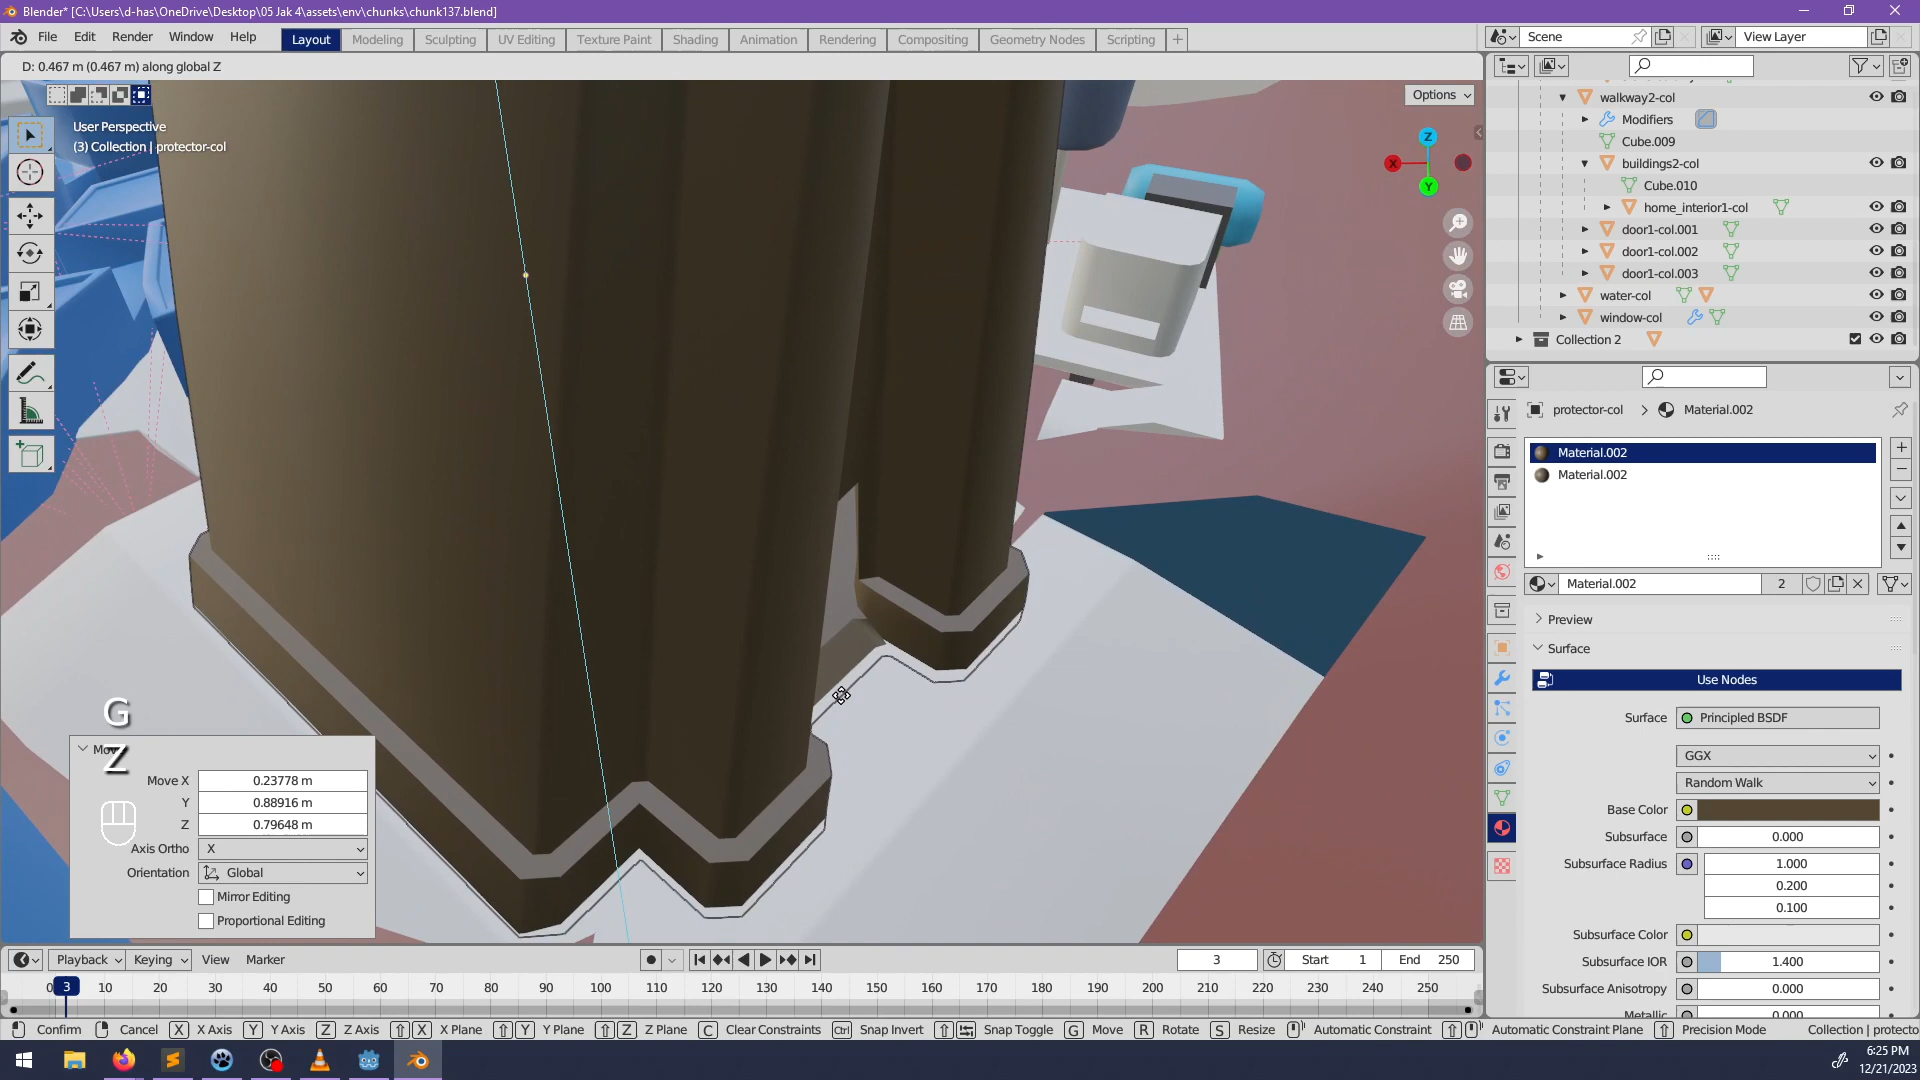 Blender* [C:\Users\d-has\OneDrive\Desktop\05 Jak 4\assets\env\chunks\chunk137.blend]
File Edit Render Window Help Layout Modeling Sculpting UV Editing Texture Paint Shading Animation Rendering Compositing Geometry Nodes Scripting + Scene View Layer
D: 0.467 m (0.467 m) along global Z
Options
User Perspective
(3) Collection | protector-col
Z
X
Y
walkway2-col
Modifiers
Cube.009
buildings2-col
Cube.010
home_interior1-col
door1-col.001
door1-col.002
door1-col.003
water-col
window-col
Collection 2
protector-col > Material.002
Material.002
Material.002
Material.002 2
Preview
Surface
Use Nodes
Surface Principled BSDF
GGX
Random Walk
Base Color
Subsurface 0.000
Subsurface Radius 1.000
0.200
0.100
Subsurface Color
Subsurface IOR 1.400
Subsurface Anisotropy 0.000
Metallic 0.000
G
Z
Move X 0.23778 m
Y 0.88916 m
Z 0.79648 m
Axis Ortho X
Orientation Global
Mirror Editing
Proportional Editing
Playback Keying View Marker 3 Start 1 End 250
0 3 10 20 30 40 50 60 70 80 90 100 110 120 130 140 150 160 170 180 190 200 210 220 230 240 250
Confirm Cancel X X Axis Y Y Axis Z Z Axis X X Plane Y Y Plane Z Z Plane C Clear Constraints Ctrl Snap Invert Snap Toggle G Move R Rotate S Resize Automatic Constraint Automatic Constraint Plane Precision Mode Collection | protecto
6:25 PM
12/21/2023